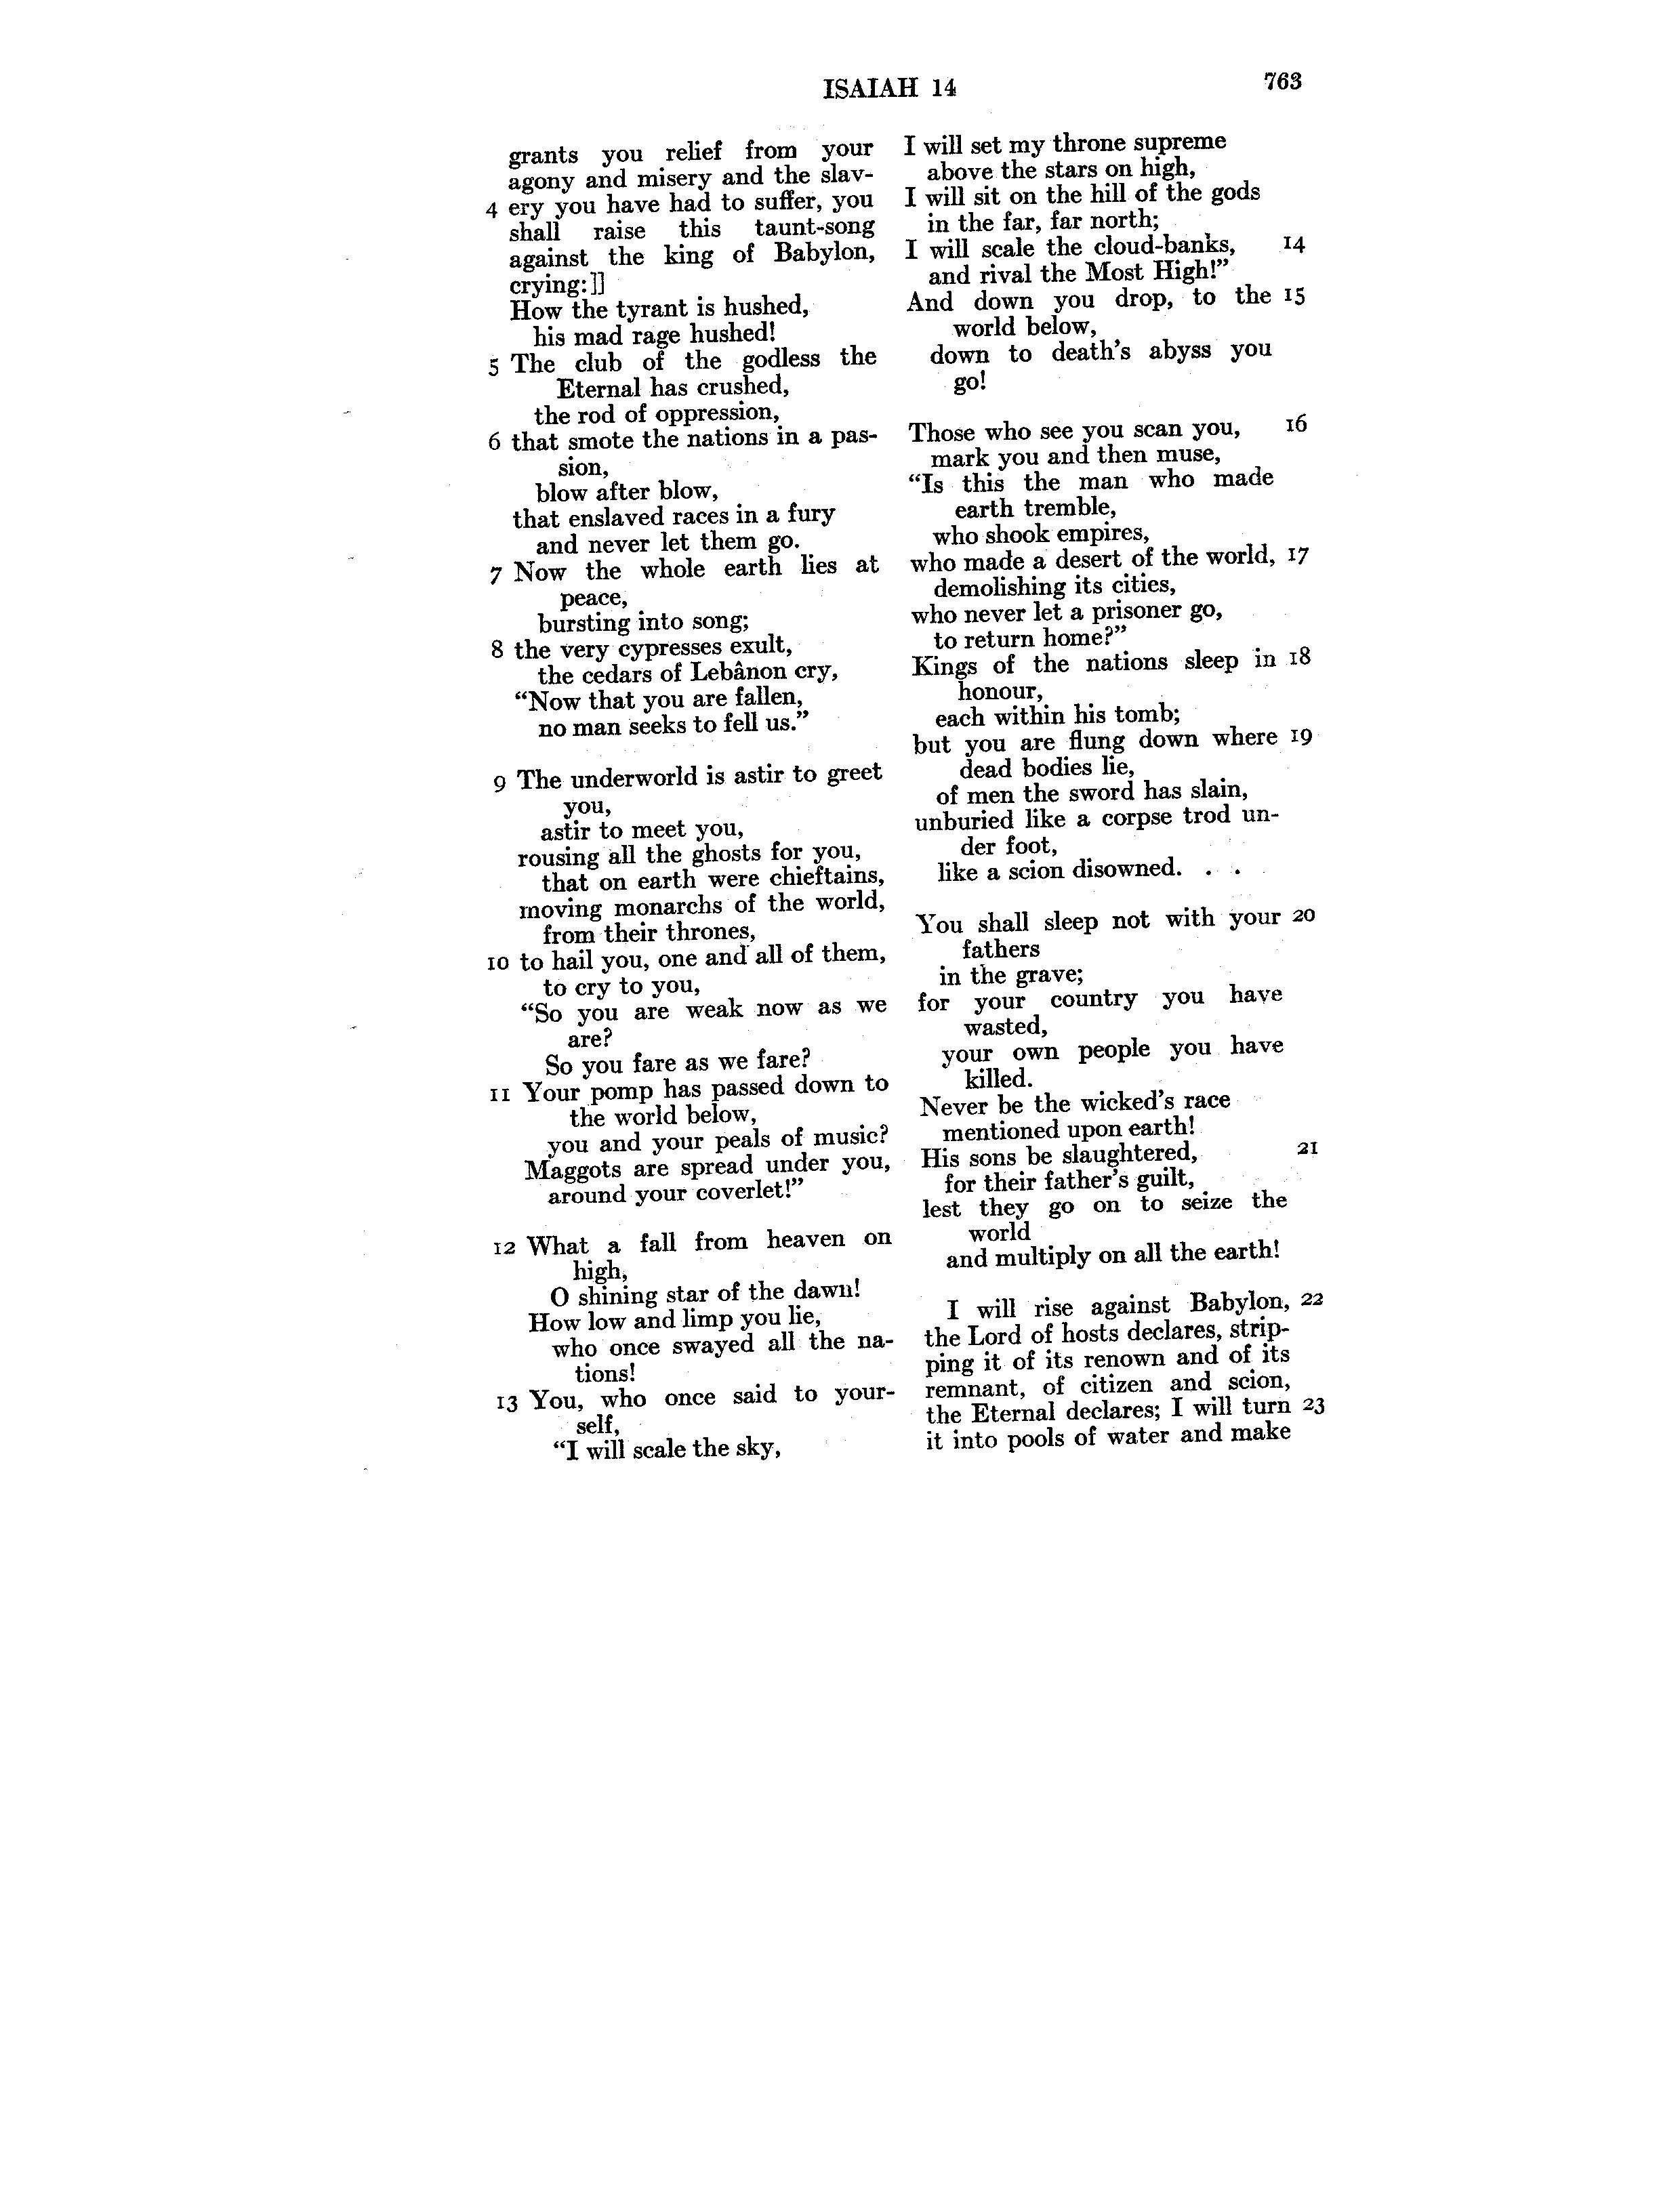 ISAIAH 14
763
grants you relief from your
agony and misery and the slav-
4 ery you have had to suffer, you
shall raise this taunt-song
against the king of Babylon,
crying:]]
How the tyrant is hushed,
his mad rage hushed!
5 The club of the godless the
Eternal has crushed,
the rod of oppression,
6 that smote the nations in a pas-
sion,
blow after blow,
that enslaved races in a fury
and never let them go.
7 Now the whole earth lies at
peace,
bursting into song;
8 the very cypresses exult,
the cedars of Lebânon cry,
“Now that you are fallen,
no man seeks to fell us.”
9 The underworld is astir to greet
you,
astir to meet you,
rousing all the ghosts for you,
that on earth were chieftains,
moving monarchs of the world,
from their thrones,
10 to hail you, one and all of them,
to cry to you,
“So you are weak now as we
are?
So you fare as we fare?
11 Your pomp has passed down to
the world below,
you and your peals of music?
Maggots are spread under you,
around your coverlet!”
12 What a fall from heaven on
high,
O shining star of the dawn!
How low and limp you lie,
who once swayed all the na-
tions!
13 You, who once said to your-
self,
“I will scale the sky,
I will set my throne supreme
above the stars on high,
I will sit on the hill of the gods
in the far, far north;
I will scale the cloud-banks, 14
and rival the Most High!”
And down you drop, to the 15
world below,
down to death’s abyss you
go!
Those who see you scan you, 16
mark you and then muse,
“Is this the man who made
earth tremble,
who shook empires,
who made a desert of the world, 17
demolishing its cities,
who never let a prisoner go,
to return home?”
Kings of the nations sleep in 18
honour,
each within his tomb;
but you are flung down where 19
dead bodies lie,
of men the sword has slain,
unburied like a corpse trod un-
der foot,
like a scion disowned. . .
You shall sleep not with your 20
fathers
in the grave;
for your country you have
wasted,
your own people you have
killed.
Never be the wicked’s race
mentioned upon earth!
His sons be slaughtered, 21
for their father’s guilt,
lest they go on to seize the
world
and multiply on all the earth!
I will rise against Babylon, 22
the Lord of hosts declares, strip-
ping it of its renown and of its
remnant, of citizen and scion,
the Eternal declares; I will turn 23
it into pools of water and make